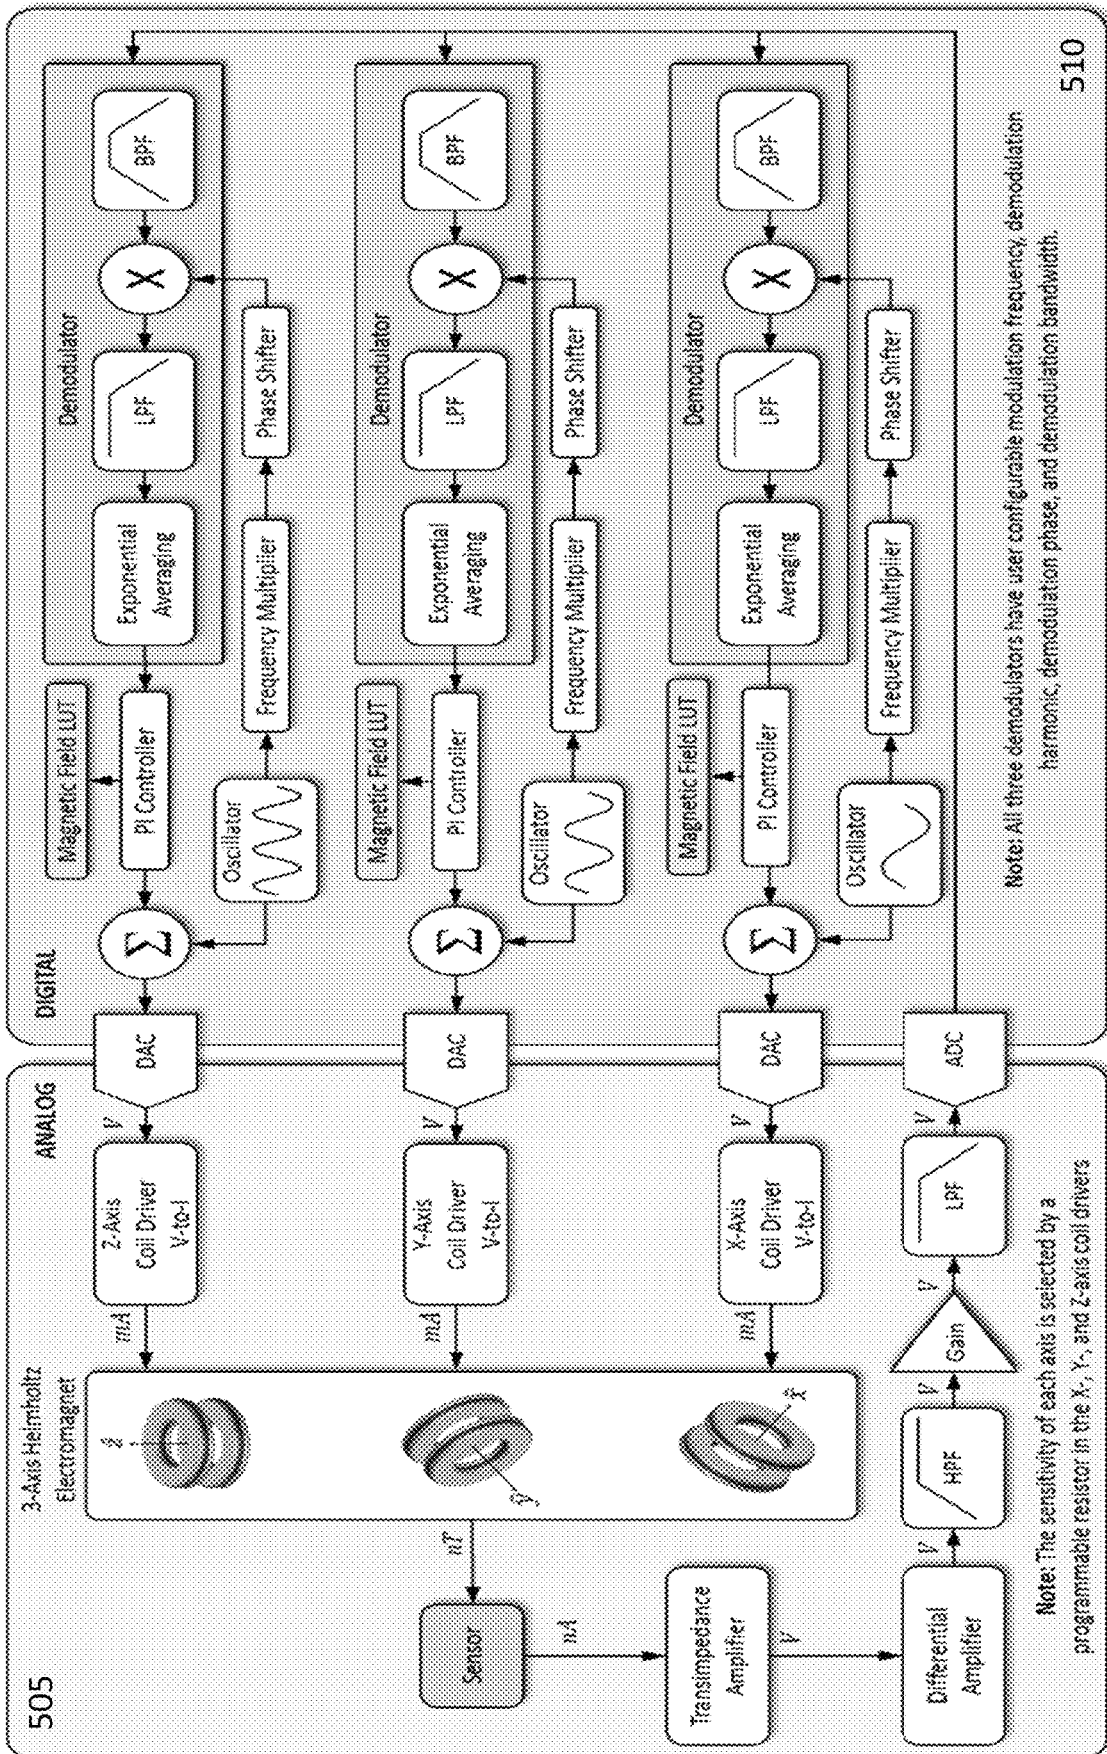 505
ANALOG
3-Axis Helmholtz
Electromagnet
ẑ
ŷ
x̂
mA
Z-Axis
Coil Driver
V-to-I
V
DAC
mA
Y-Axis
Coil Driver
V-to-I
V
DAC
mA
X-Axis
Coil Driver
V-to-I
V
DAC
nT
Sensor
nA
Transimpedance
Amplifier
V
Differential
Amplifier
V
HPF
V
Gain
V
LPF
V
ADC
Note: The sensitivity of each axis is selected by a
programmable resistor in the X-, Y-, and Z-axis coil drivers
DIGITAL
Σ
Magnetic Field LUT
PI Controller
Oscillator
Frequency Multiplier
Phase Shifter
Demodulator
Exponential
Averaging
LPF
X
BPF
Σ
Magnetic Field LUT
PI Controller
Oscillator
Frequency Multiplier
Phase Shifter
Demodulator
Exponential
Averaging
LPF
X
BPF
Σ
Magnetic Field LUT
PI Controller
Oscillator
Frequency Multiplier
Phase Shifter
Demodulator
Exponential
Averaging
LPF
X
BPF
Note: All three demodulators have user configurable modulation frequency, demodulation
harmonic, demodulation phase, and demodulation bandwidth.
510